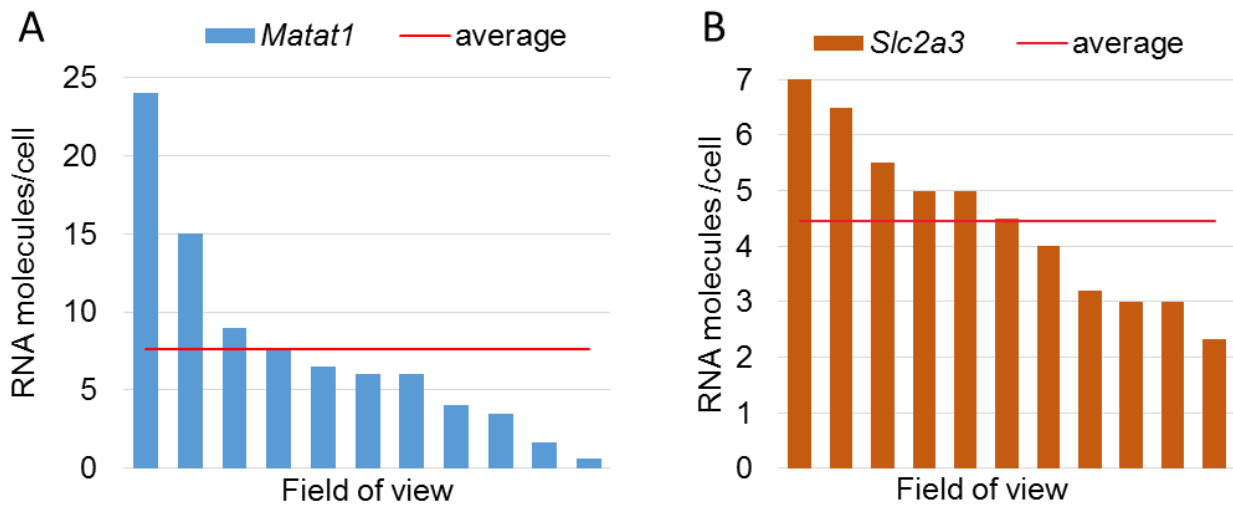 A
Matat1 average
RNA molecules/cell
25
20
15
10
5
0
Field of view
B
Slc2a3 average
RNA molecules /cell
7
6
5
4
3
2
1
0
Field of view